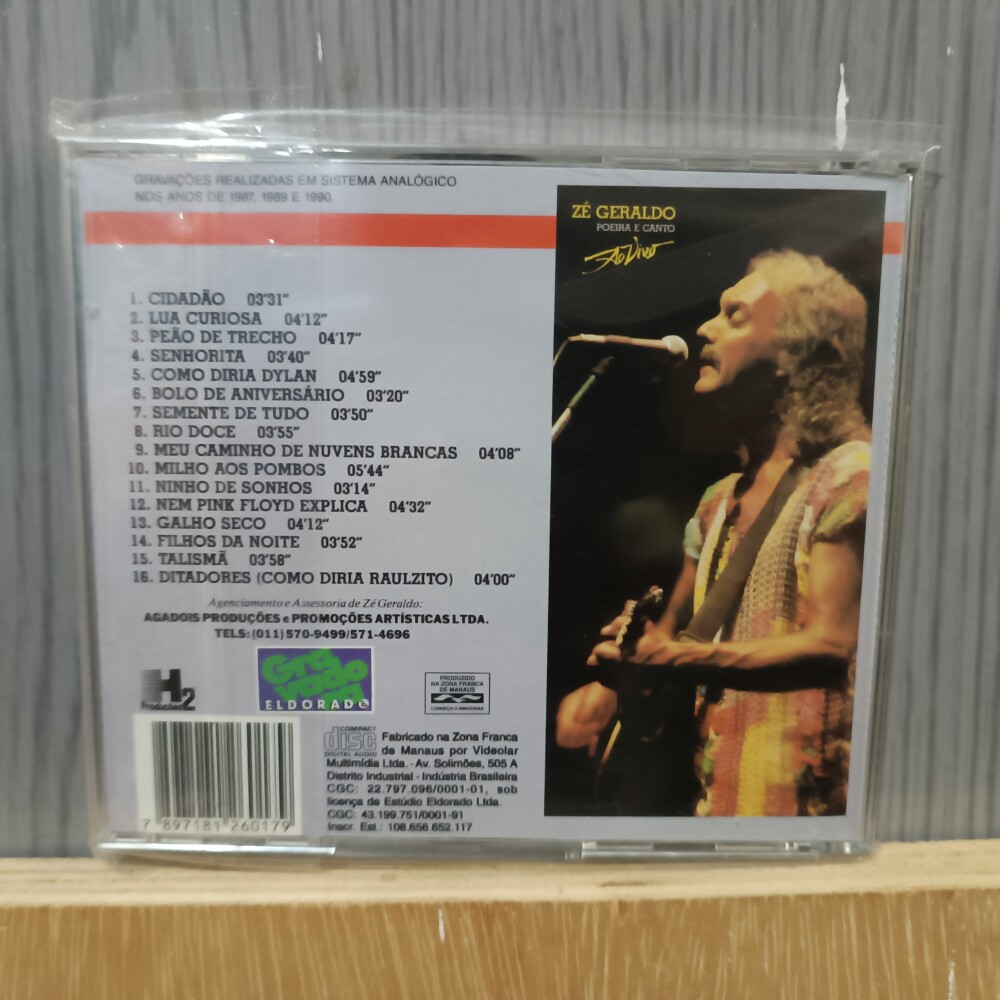 GRAVAÇÕES REALIZADAS EM SISTEMA ANALÓGICO
NOS ANOS DE 1987, 1989 E 1990.
ZÉ GERALDO
POEIRA E CANTO
Ao Vivo
1. CIDADÃO 03'31"
2. LUA CURIOSA 04'12"
3. PEÃO DE TRECHO 04'17"
4. SENHORITA 03'40"
5. COMO DIRIA DYLAN 04'59"
6. BOLO DE ANIVERSÁRIO 03'20"
7. SEMENTE DE TUDO 03'50"
8. RIO DOCE 03'55"
9. MEU CAMINHO DE NUVENS BRANCAS 04'08"
10. MILHO AOS POMBOS 05'44"
11. NINHO DE SONHOS 03'14"
12. NEM PINK FLOYD EXPLICA 04'32"
13. GALHO SECO 04'12"
14. FILHOS DA NOITE 03'52"
15. TALISMÃ 03'58"
16. DITADORES (COMO DIRIA RAULZITO) 04'00"
Agenciamento e Assessoria de Zé Geraldo:
AGADOIS PRODUÇÕES e PROMOÇÕES ARTÍSTICAS LTDA.
TELS: (011) 570-9499/571-4696
H2
Produções
Gravadora
ELDORADO
PRODUZIDO
NA ZONA FRANCA
DE MANAUS
CONHEÇA O AMAZONAS
COMPACT
disc
DIGITAL AUDIO
Fabricado na Zona Franca
de Manaus por Videolar
Multimídia Ltda. - Av. Solimões, 505 A
Distrito Industrial - Indústria Brasileira
CGC: 22.797.096/0001-01, sob
licença de Estúdio Eldorado Ltda.
CGC: 43.199.751/0001-91
Inscr. Est.: 108.656.652.117
7 897181 260179